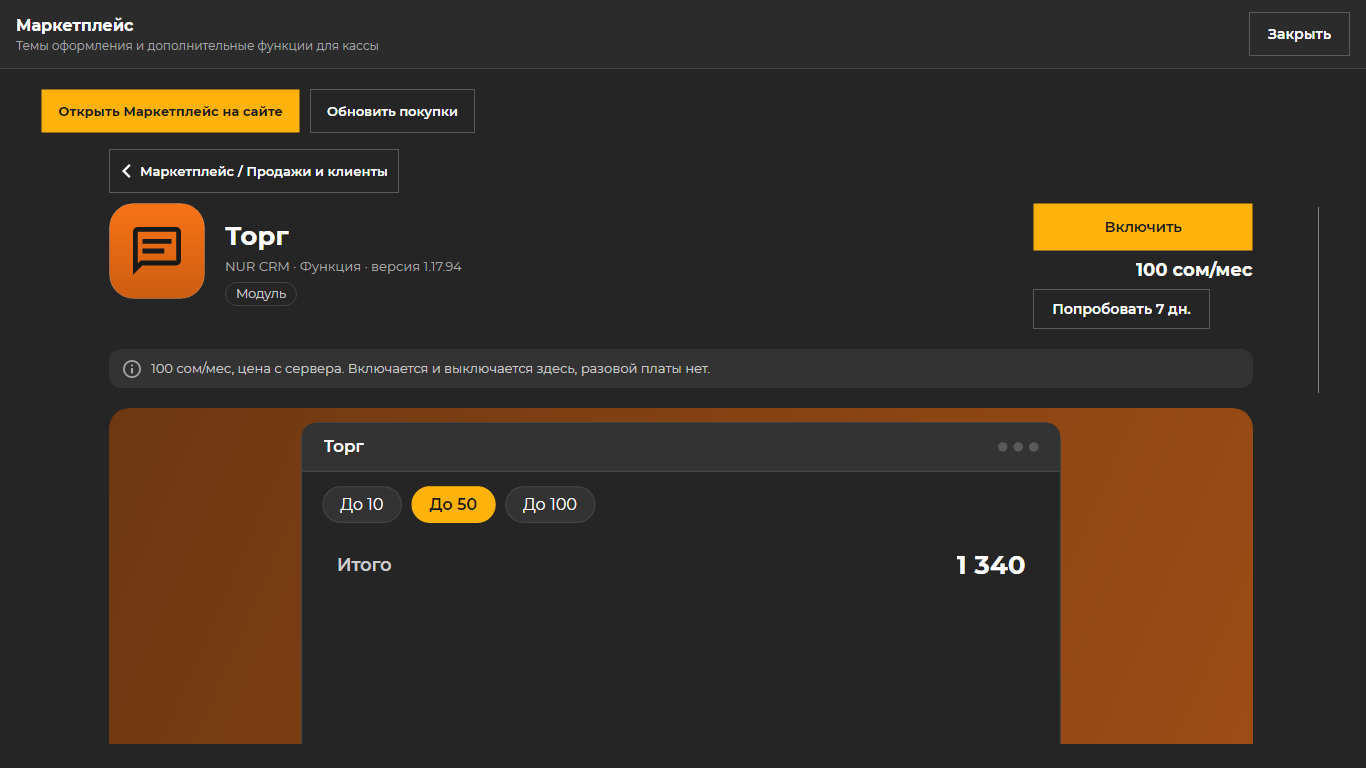 Маркетплейс
Темы оформления и дополнительные функции для кассы
Закрыть
Открыть Маркетплейс на сайте
Обновить покупки
Маркетплейс / Продажи и клиенты
Торг
NUR CRM · Функция · версия 1.17.94
Модуль
Включить
100 сом/мес
Попробовать 7 дн.
100 сом/мес, цена с сервера. Включается и выключается здесь, разовой платы нет.
Торг
До 10
До 50
До 100
Итого
1 340